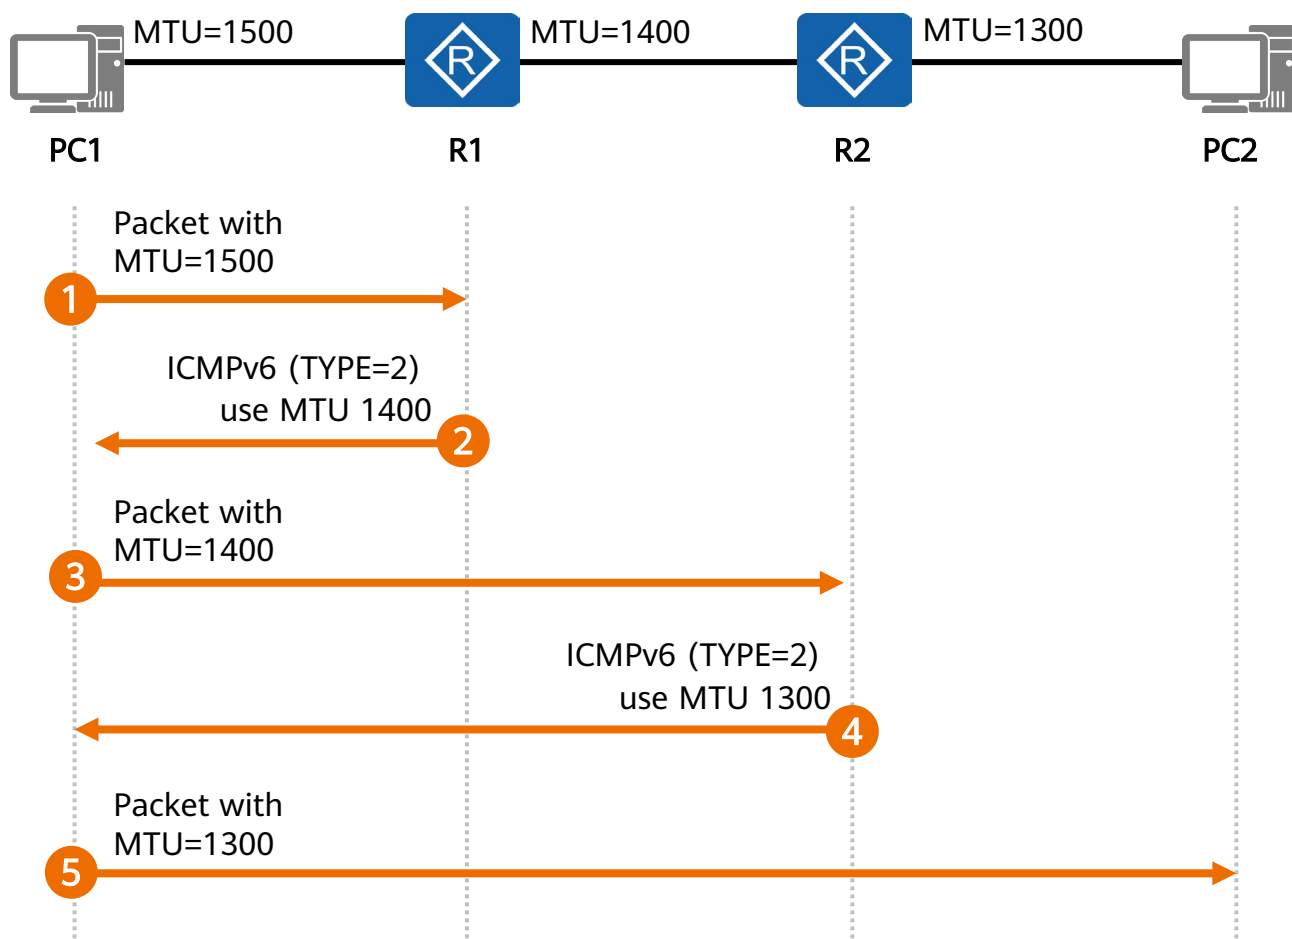 MTU=1500
MTU=1400
MTU=1300
R
R
PC1
R1
R2
PC2
Packet with
MTU=1500
1
ICMPv6 (TYPE=2)
use MTU 1400
2
Packet with
MTU=1400
3
ICMPv6 (TYPE=2)
use MTU 1300
4
Packet with
MTU=1300
5